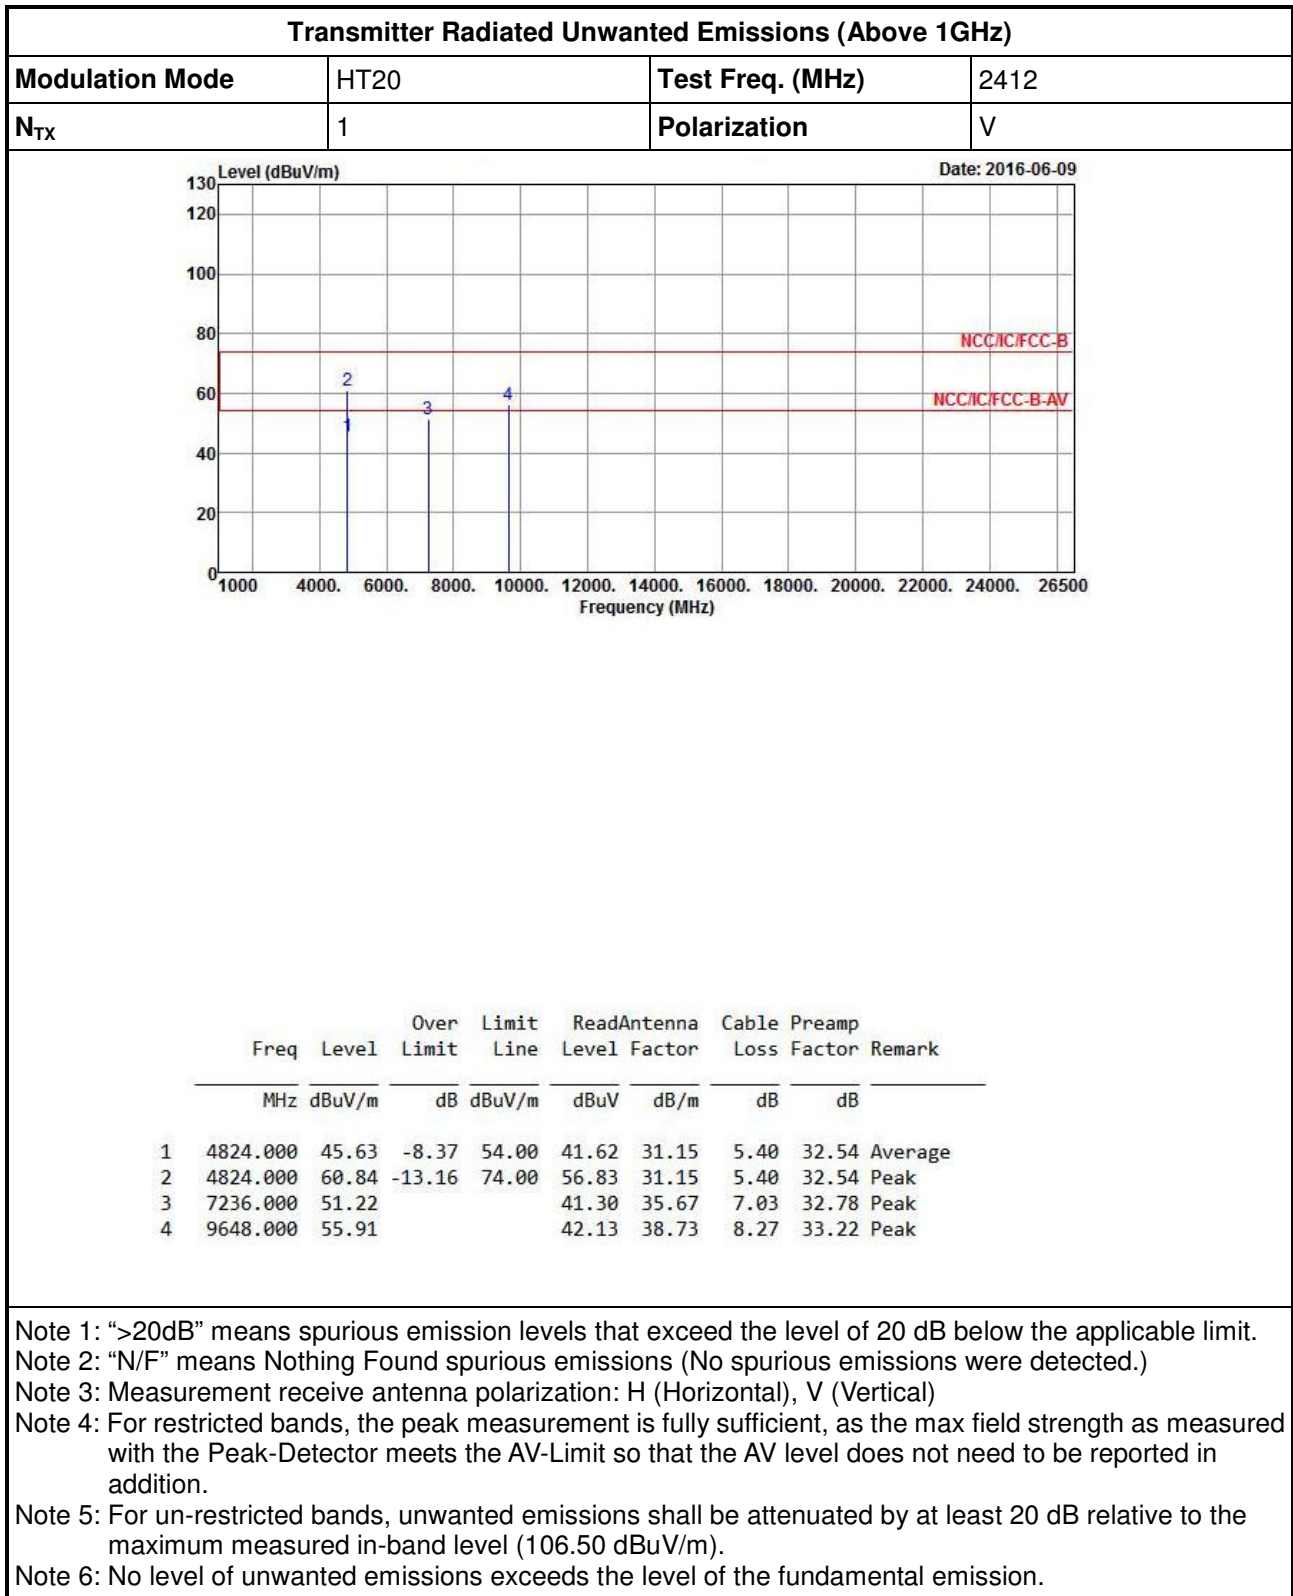 Transmitter Radiated Unwanted Emissions (Above 1GHz)
Modulation Mode HT20 Test Freq. (MHz) 2412
NTX 1 Polarization V
Level (dBuV/m) Date: 2016-06-09
130
120
100
80
NCC/IC/FCC-B
2
60
4
NCC/IC/FCC-B-AV
3
1
40
20
0
1000 4000. 6000. 8000. 10000. 12000. 14000. 16000. 18000. 20000. 22000. 24000. 26500
Frequency (MHz)
Over Limit ReadAntenna Cable Preamp
Freq Level Limit Line Level Factor Loss Factor Remark
MHz dBuV/m dB dBuV/m dBuV dB/m dB dB
1 4824.000 45.63 -8.37 54.00 41.62 31.15 5.40 32.54 Average
2 4824.000 60.84 -13.16 74.00 56.83 31.15 5.40 32.54 Peak
3 7236.000 51.22 41.30 35.67 7.03 32.78 Peak
4 9648.000 55.91 42.13 38.73 8.27 33.22 Peak
Note 1: “>20dB” means spurious emission levels that exceed the level of 20 dB below the applicable limit.
Note 2: “N/F” means Nothing Found spurious emissions (No spurious emissions were detected.)
Note 3: Measurement receive antenna polarization: H (Horizontal), V (Vertical)
Note 4: For restricted bands, the peak measurement is fully sufficient, as the max field strength as measured
with the Peak-Detector meets the AV-Limit so that the AV level does not need to be reported in
addition.
Note 5: For un-restricted bands, unwanted emissions shall be attenuated by at least 20 dB relative to the
maximum measured in-band level (106.50 dBuV/m).
Note 6: No level of unwanted emissions exceeds the level of the fundamental emission.